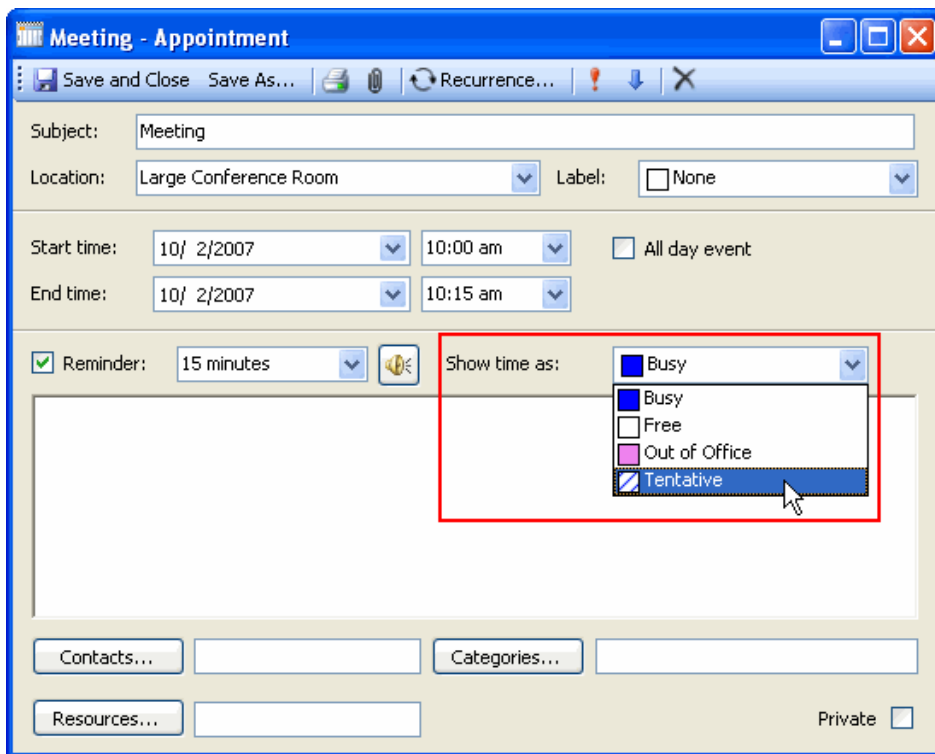 Meeting - Appointment
Save and Close Save As... Recurrence...
Subject: Meeting
Location: Large Conference Room Label: None
Start time: 10/ 2/2007 10:00 am All day event
End time: 10/ 2/2007 10:15 am
Reminder: 15 minutes Show time as: Busy
Busy
Free
Out of Office
Tentative
Contacts... Categories...
Resources... Private